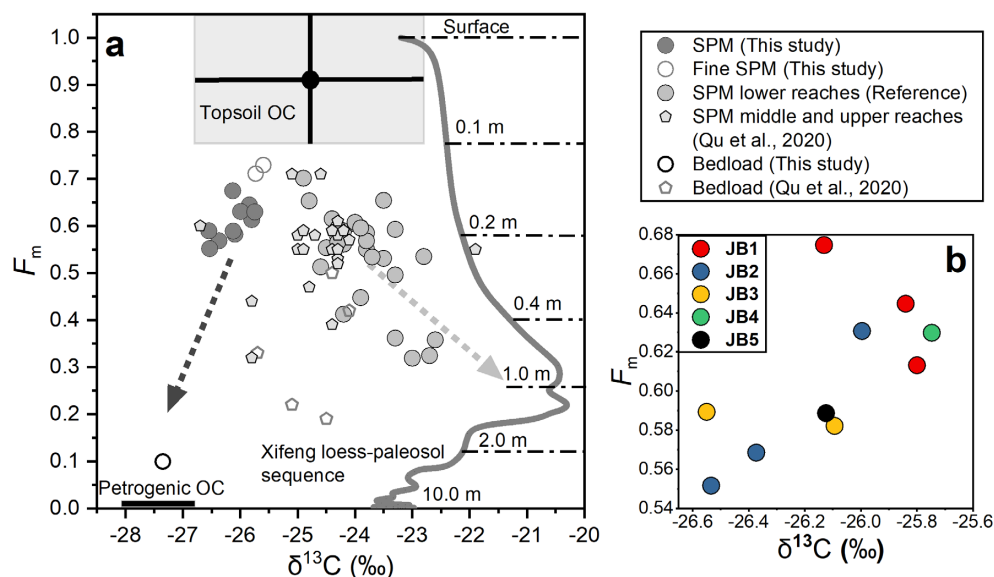 a
Surface
Topsoil OC
0.1 m
0.2 m
0.4 m
1.0 m
2.0 m
10.0 m
Xifeng loess-paleosol
sequence
Petrogenic OC
1.0
0.9
0.8
0.7
0.6
0.5
0.4
0.3
0.2
0.1
0.0
Fm
-28 -27 -26 -25 -24 -23 -22 -21 -20
δ13C (‰)
SPM (This study)
Fine SPM (This study)
SPM lower reaches (Reference)
SPM middle and upper reaches
(Qu et al., 2020)
Bedload (This study)
Bedload (Qu et al., 2020)
b
JB1
JB2
JB3
JB4
JB5
0.68
0.66
0.64
0.62
0.60
0.58
0.56
0.54
Fm
-26.6 -26.4 -26.2 -26.0 -25.8 -25.6
δ13C (‰)